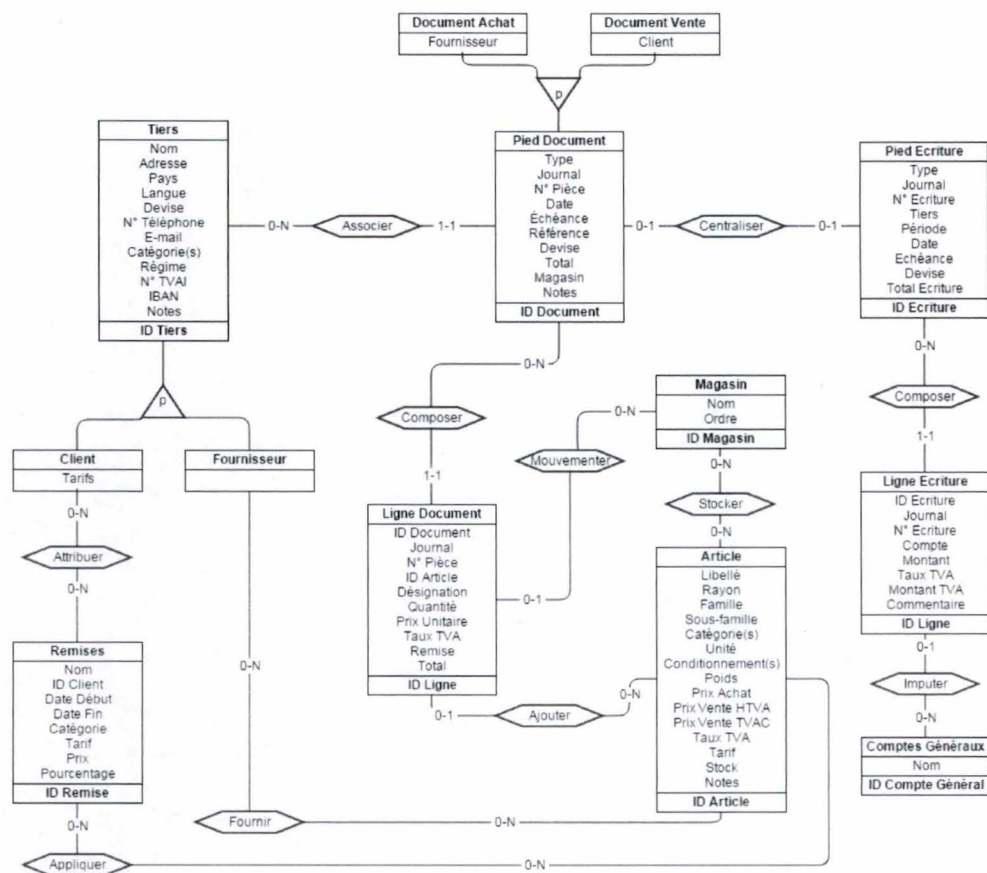 Document Achat
Fournisseur
Document Vente
Client
p
Tiers
Nom
Adresse
Pays
Langue
Devise
N° Téléphone
E-mail
Catégorie(s)
Régime
N° TVAI
IBAN
Notes
ID Tiers
0-N
Associer
1-1
Pied Document
Type
Journal
N° Pièce
Date
Échéance
Référence
Devise
Total
Magasin
Notes
ID Document
0-1
Centraliser
0-1
Pied Ecriture
Type
Journal
N° Ecriture
Tiers
Période
Date
Echéance
Devise
Total Ecriture
ID Ecriture
p
Client
Tarifs
Fournisseur
0-N
Attribuer
0-N
Remises
Nom
ID Client
Date Début
Date Fin
Catégorie
Tarif
Prix
Pourcentage
ID Remise
0-N
Appliquer
0-N
0-N
Fournir
0-N
0-N
Composer
1-1
Ligne Document
ID Document
Journal
N° Pièce
ID Article
Désignation
Quantité
Prix Unitaire
Taux TVA
Remise
Total
ID Ligne
0-1
Ajouter
0-N
0-1
Mouvementer
0-N
Magasin
Nom
Ordre
ID Magasin
0-N
Stocker
0-N
Article
Libellé
Rayon
Famille
Sous-famille
Catégorie(s)
Unité
Conditionnement(s)
Poids
Prix Achat
Prix Vente HTVA
Prix Vente TVAC
Taux TVA
Tarif
Stock
Notes
ID Article
0-N
Composer
1-1
Ligne Ecriture
ID Ecriture
Journal
N° Ecriture
Compte
Montant
Taux TVA
Montant TVA
Commentaire
ID Ligne
0-1
Imputer
0-N
Comptes Généraux
Nom
ID Compte Général